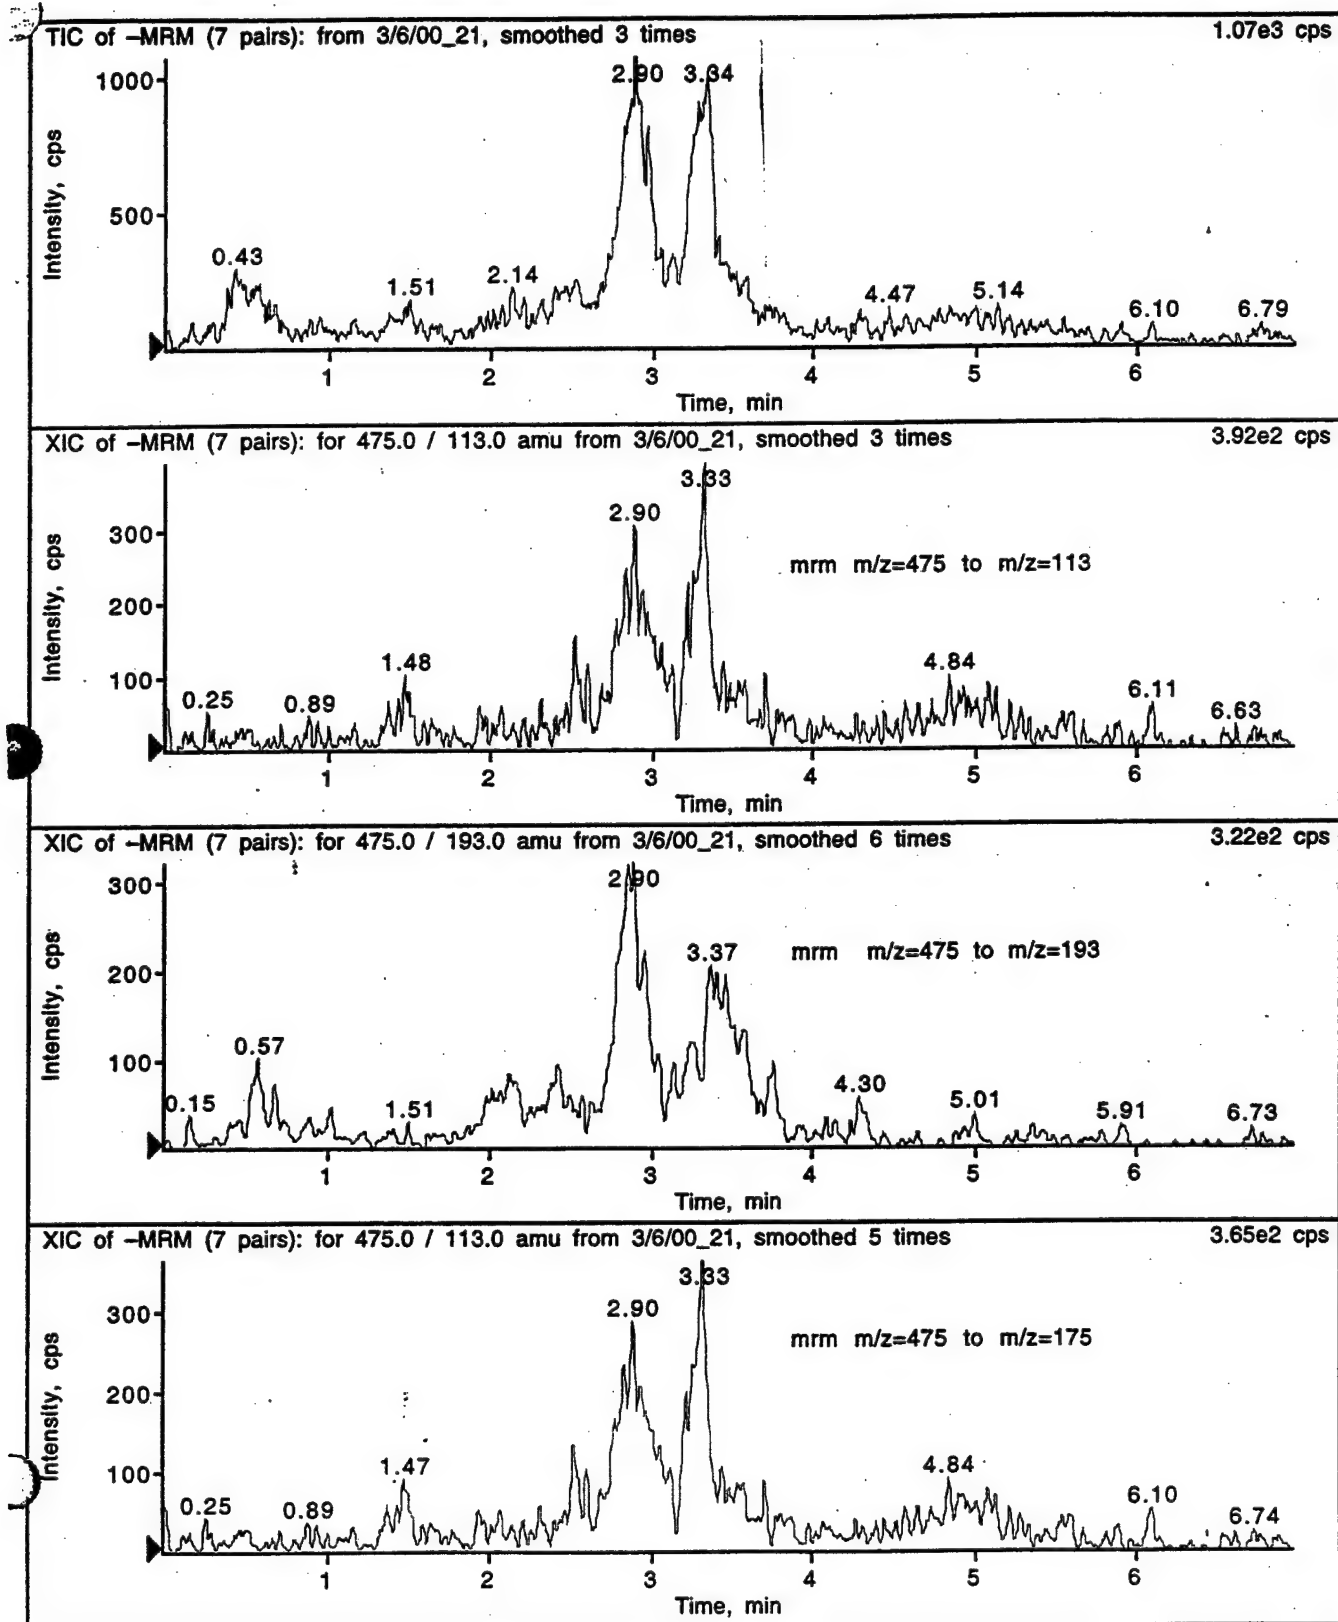 TIC of –MRM (7 pairs): from 3/6/00_21, smoothed 3 times 1.07e3 cps
Intensity, cps
1000
500
0.43
1.51
2.14
2.90
3.34
4.47
5.14
6.10
6.79
1 2 3 4 5 6
Time, min
XIC of –MRM (7 pairs): for 475.0 / 113.0 amu from 3/6/00_21, smoothed 3 times 3.92e2 cps
Intensity, cps
300
200
100
0.25
0.89
1.48
2.90
3.33
4.84
6.11
6.63
mrm m/z=475 to m/z=113
1 2 3 4 5 6
Time, min
XIC of –MRM (7 pairs): for 475.0 / 193.0 amu from 3/6/00_21, smoothed 6 times 3.22e2 cps
Intensity, cps
300
200
100
0.15
0.57
1.51
2.90
3.37
4.30
5.01
5.91
6.73
mrm m/z=475 to m/z=193
1 2 3 4 5 6
Time, min
XIC of –MRM (7 pairs): for 475.0 / 113.0 amu from 3/6/00_21, smoothed 5 times 3.65e2 cps
Intensity, cps
300
200
100
0.25
0.89
1.47
2.90
3.33
4.84
6.10
6.74
mrm m/z=475 to m/z=175
1 2 3 4 5 6
Time, min